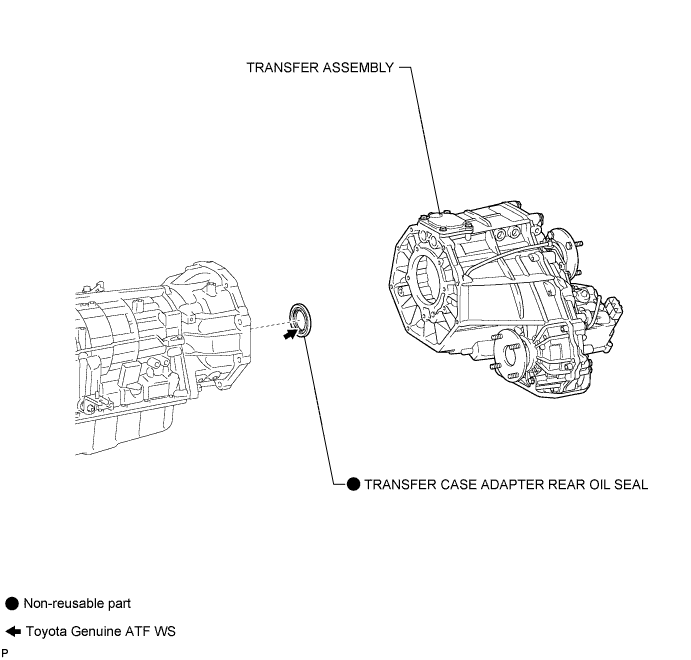 TRANSFER ASSEMBLY
TRANSFER CASE ADAPTER REAR OIL SEAL
Non-reusable part
Toyota Genuine ATF WS
P